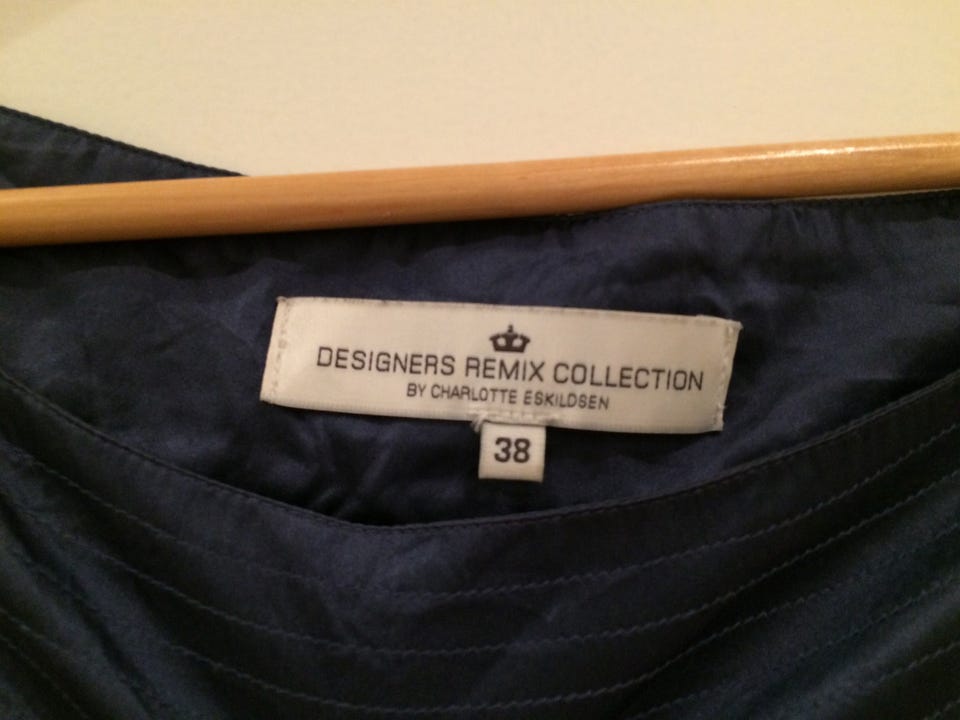 DESIGNERS REMIX COLLECTION
BY CHARLOTTE ESKILDSEN
38